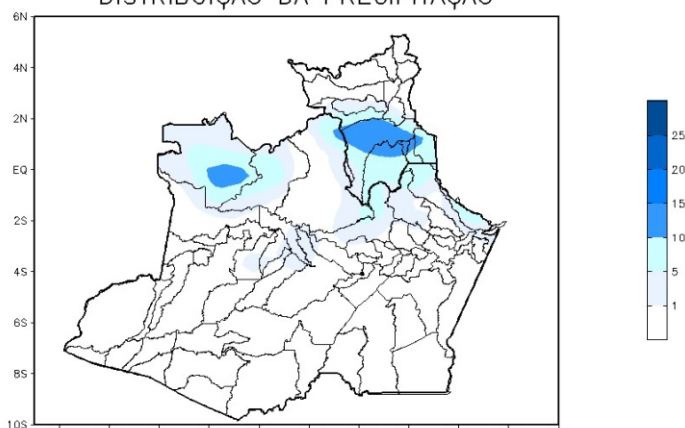 DISTRIBUIÇÃO DA PRECIPITAÇÃO
6N
4N
2N
EQ
2S
4S
6S
8S
10S
25
20
15
10
5
1